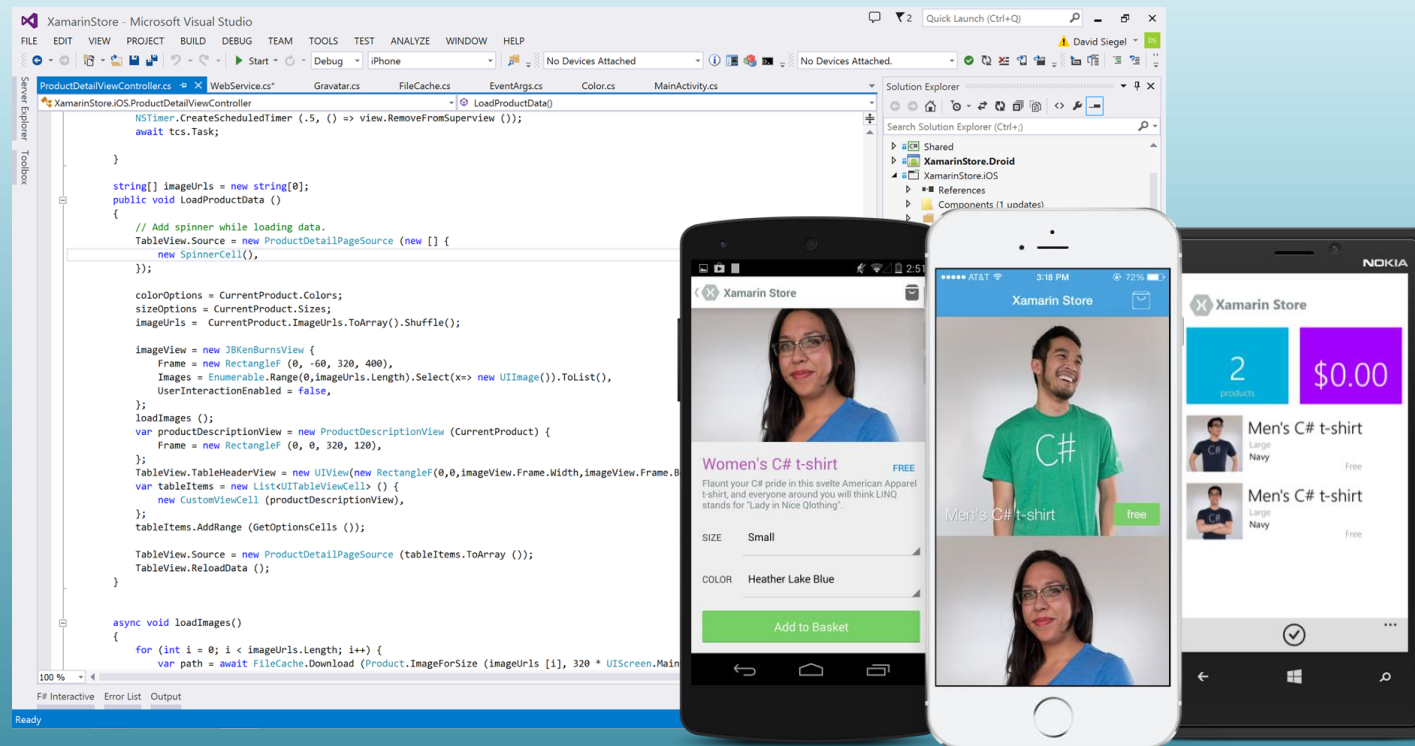 XamarinStore - Microsoft Visual Studio
2
Quick Launch (Ctrl+Q)
FILE EDIT VIEW PROJECT BUILD DEBUG TEAM TOOLS TEST ANALYZE WINDOW HELP
David Siegel
DS
Start Debug iPhone No Devices Attached No Devices Attached.
Server Explorer
Toolbox
ProductDetailViewController.cs WebService.cs* Gravatar.cs FileCache.cs EventArgs.cs Color.cs MainActivity.cs
XamarinStore.iOS.ProductDetailViewController LoadProductData()
NSTimer.CreateScheduledTimer (.5, () => view.RemoveFromSuperview ());
await tcs.Task;
}
string[] imageUrls = new string[0];
public void LoadProductData ()
{
// Add spinner while loading data.
TableView.Source = new ProductDetailPageSource (new [] {
new SpinnerCell(),
});
colorOptions = CurrentProduct.Colors;
sizeOptions = CurrentProduct.Sizes;
imageUrls = CurrentProduct.ImageUrls.ToArray().Shuffle();
imageView = new JBKenBurnsView {
Frame = new RectangleF (0, -60, 320, 400),
Images = Enumerable.Range(0,imageUrls.Length).Select(x=> new UIImage()).ToList(),
UserInteractionEnabled = false,
};
loadImages ();
var productDescriptionView = new ProductDescriptionView (CurrentProduct) {
Frame = new RectangleF (0, 0, 320, 120),
};
TableView.TableHeaderView = new UIView(new RectangleF(0,0,imageView.Frame.Width,imageView.Frame.
var tableItems = new List<UITableViewCell> () {
new CustomViewCell (productDescriptionView),
};
tableItems.AddRange (GetOptionsCells ());
TableView.Source = new ProductDetailPageSource (tableItems.ToArray ());
TableView.ReloadData ();
}
async void loadImages()
{
for (int i = 0; i < imageUrls.Length; i++) {
var path = await FileCache.Download (Product.ImageForSize (imageUrls [i], 320 * UIScreen.Main
100 %
F# Interactive Error List Output
Ready
Solution Explorer
Search Solution Explorer (Ctrl+;)
C# Shared
XamarinStore.Droid
XamarinStore.iOS
References
Components (1 updates)
2:51
Xamarin Store
Women's C# t-shirt FREE
Flaunt your C# pride in this svelte American Apparel
t-shirt, and everyone around you will think LINQ
stands for "Lady in Nice Qlothing".
SIZE Small
COLOR Heather Lake Blue
Add to Basket
AT&T 3:18 PM 72%
Xamarin Store
C#
Men's C# t-shirt free
NOKIA
Xamarin Store
2
products
$0.00
Men's C# t-shirt
Large
Navy
Free
C#
Men's C# t-shirt
Large
Navy
Free
C#